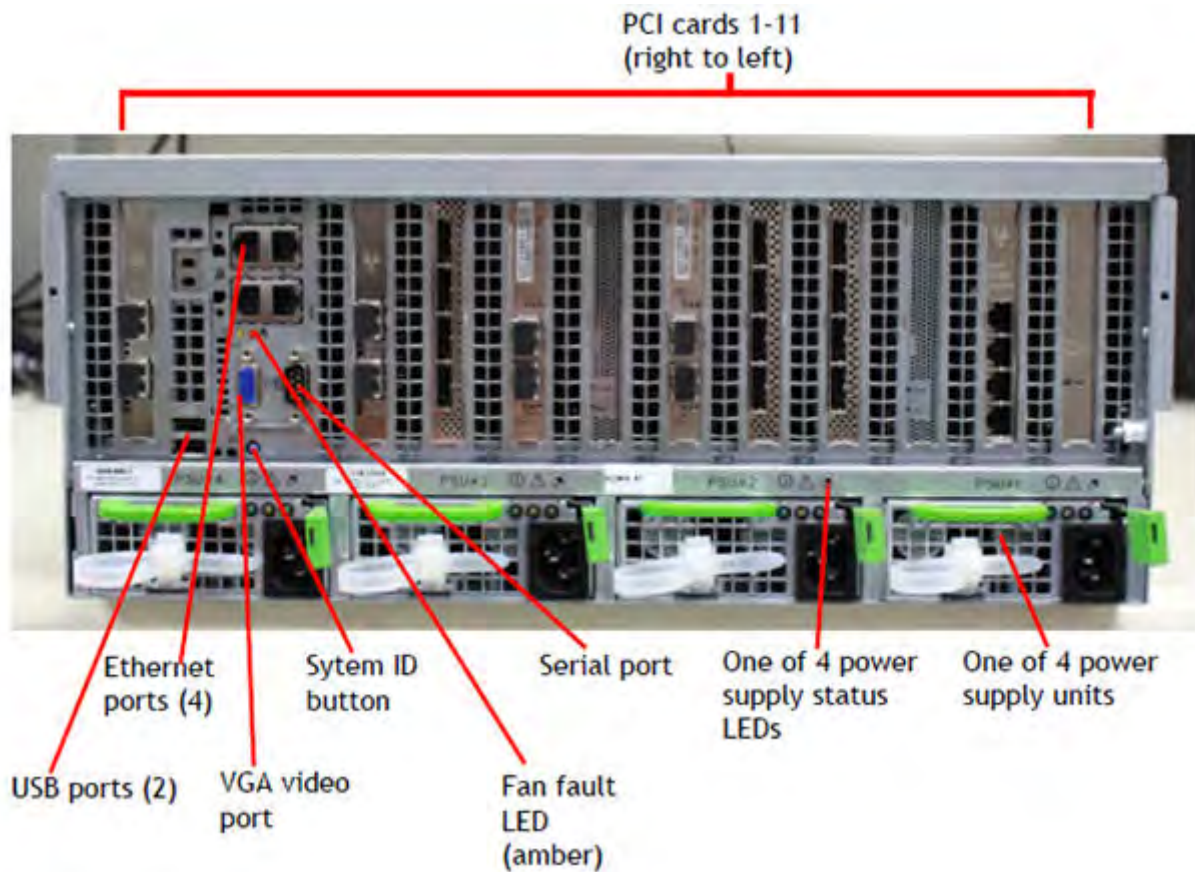 PCI cards 1-11
(right to left)
PSU#4
PSU#3
PSU#2
PSU#1
Ethernet
ports (4)
Sytem ID
button
Serial port
One of 4 power
supply status
LEDs
One of 4 power
supply units
USB ports (2)
VGA video
port
Fan fault
LED
(amber)